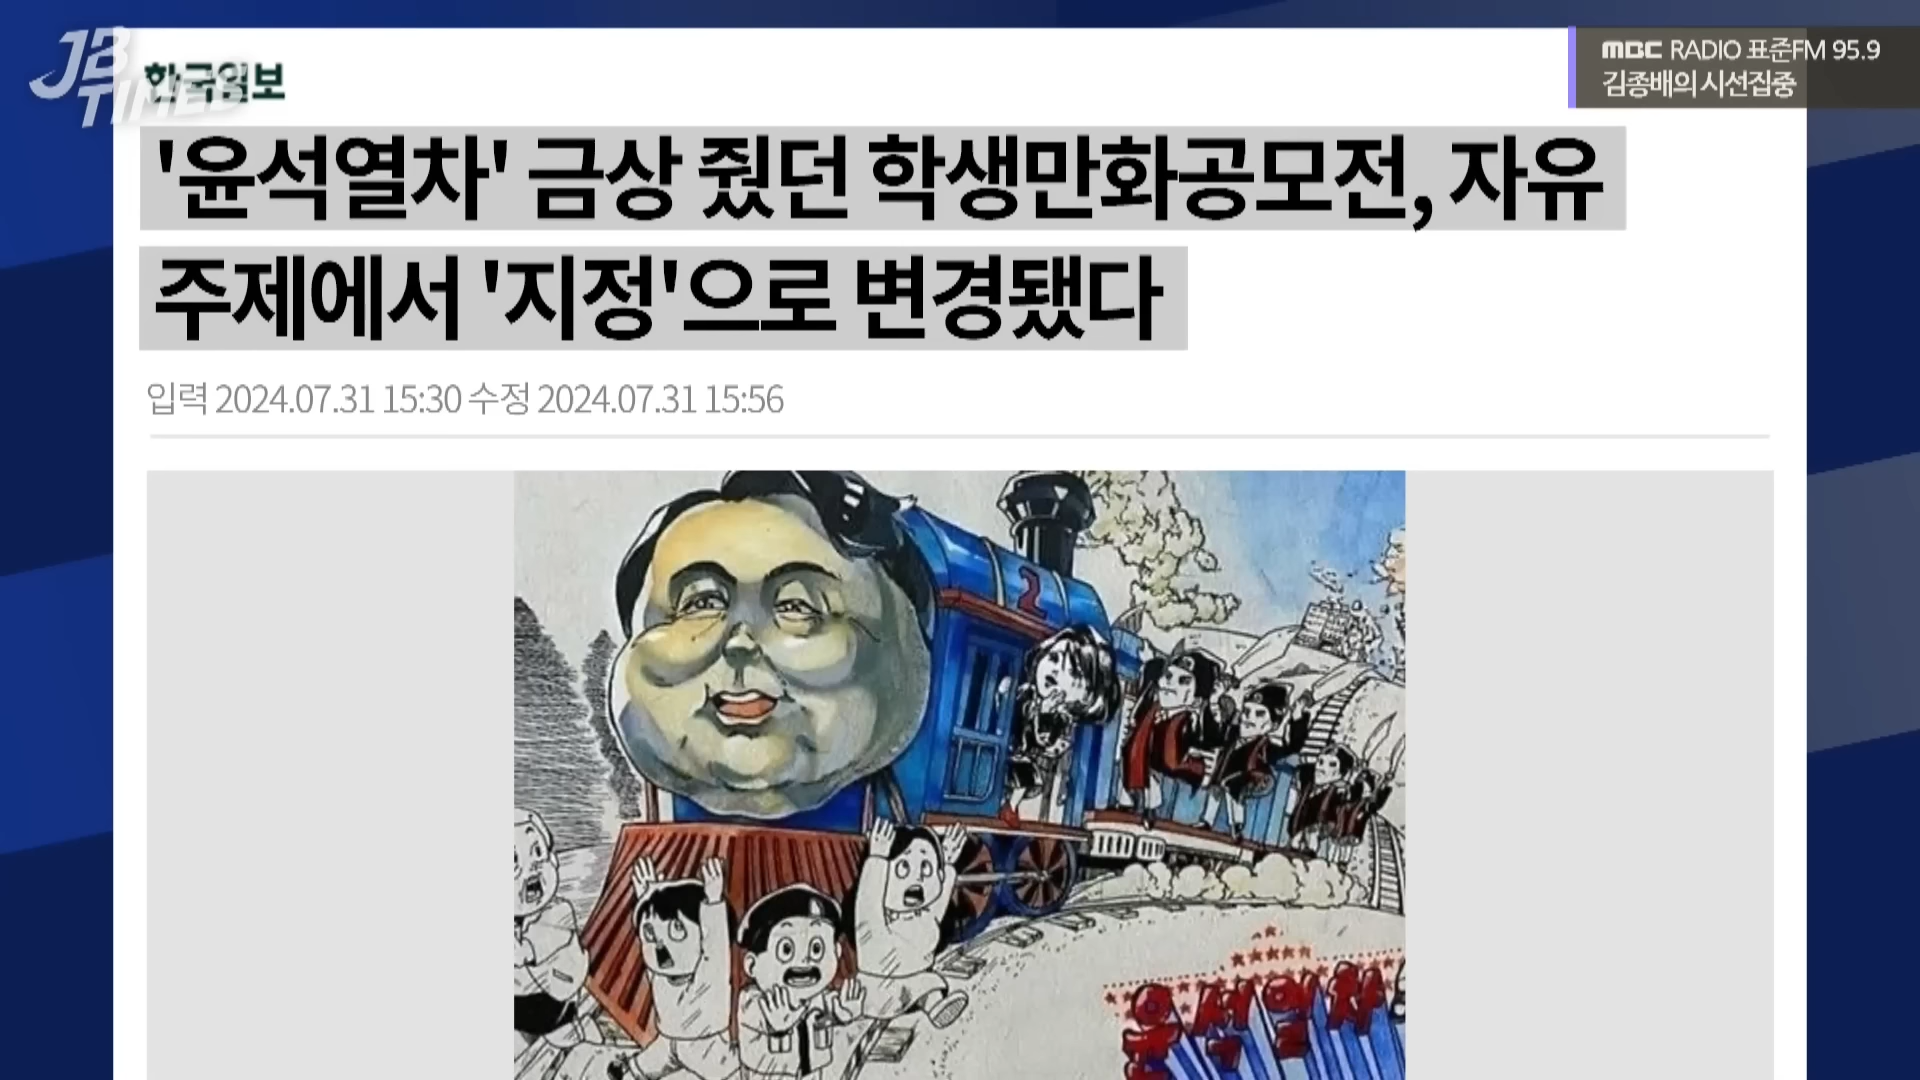 JB TIMES
한국일보
MBC RADIO 표준FM 95.9
김종배의 시선집중
'윤석열차' 금상 줬던 학생만화공모전, 자유
주제에서 '지정'으로 변경됐다
입력 2024.07.31 15:30 수정 2024.07.31 15:56
2
윤석열차